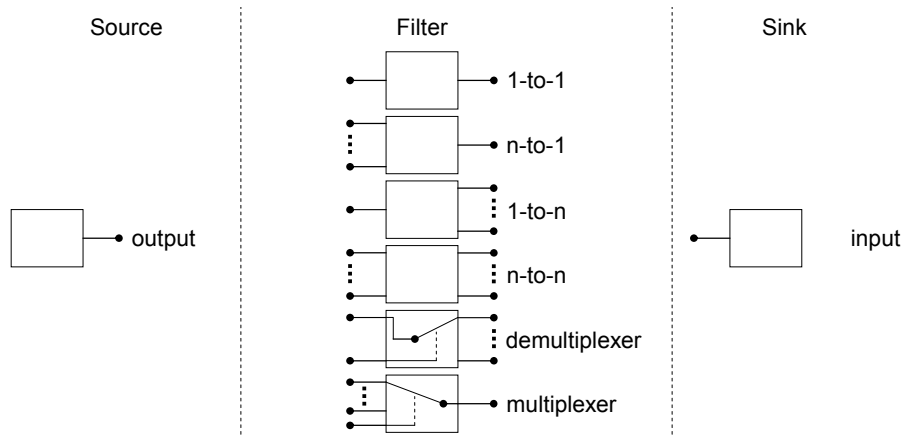 Source
Filter
Sink
1-to-1
n-to-1
1-to-n
output
input
n-to-n
demultiplexer
multiplexer